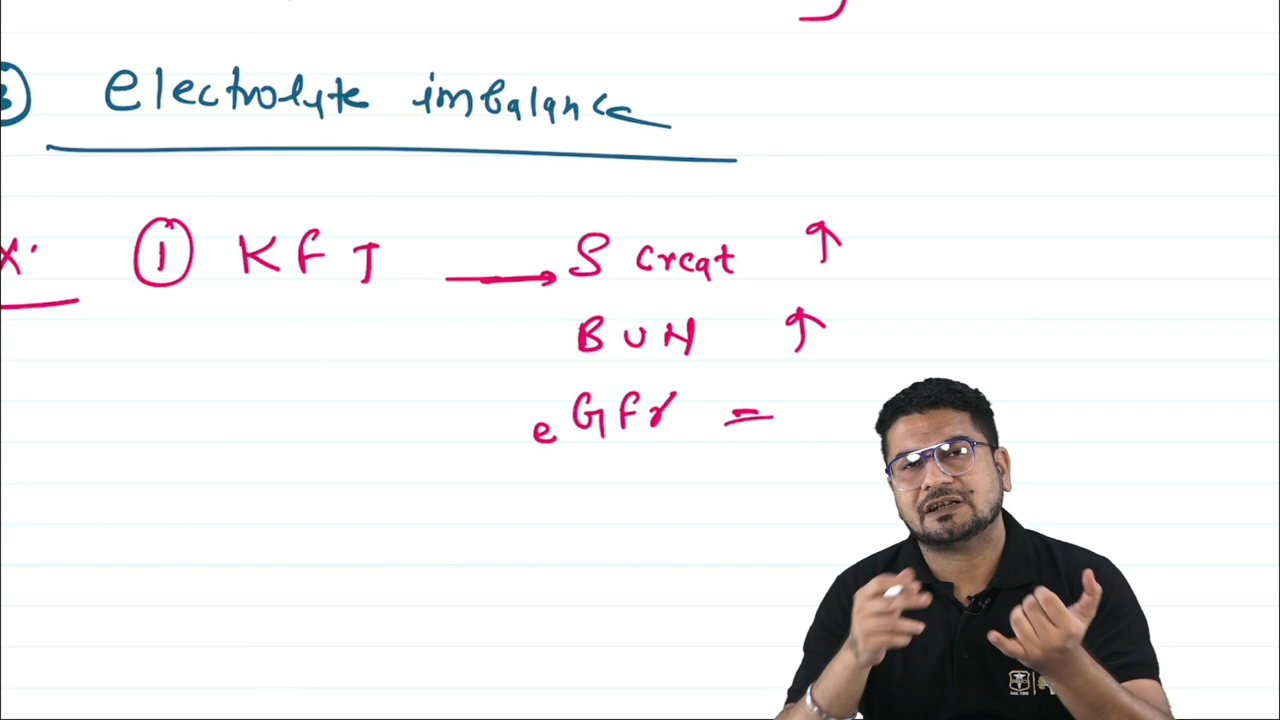 electrolyte imbalance
① KFT → S creat ↑
BUN ↑
eGfr =